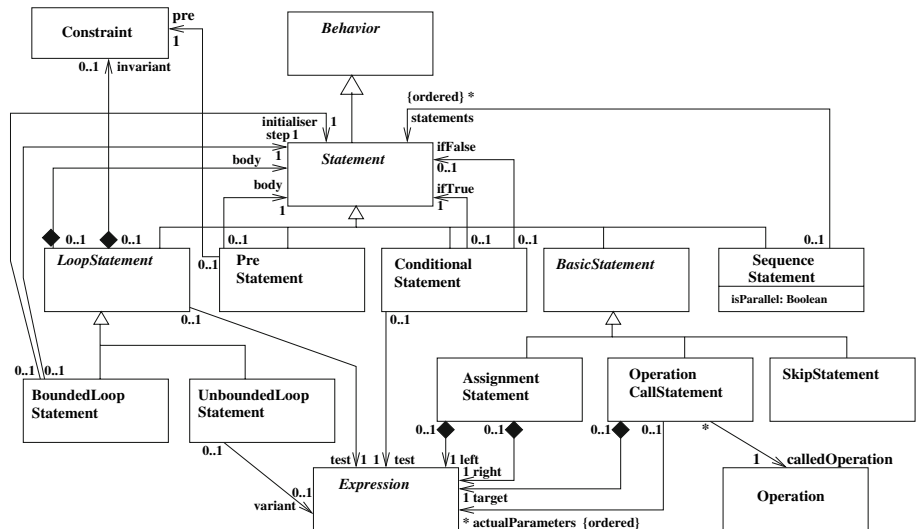 pre
Constraint
1
Behavior
0..1
invariant
{ordered} *
statements
initialiser
1
step 1
1
ifFalse
0..1
Statement
body
body
ifTrue
1
1
0..1
0..1
0..1
0..1
0..1
0..1
LoopStatement
Pre
Statement
0..1
Conditional
Statement
BasicStatement
Sequence
Statement
isParallel: Boolean
0..1
0..1
0..1
0..1
BoundedLoop
Statement
UnboundedLoop
Statement
Assignment
Statement
Operation
CallStatement
SkipStatement
0..1
0..1
0..1
0..1
0..1
*
test
1
1
test
1 left
1 right
1
calledOperation
0..1
variant
Expression
1 target
Operation
* actualParameters {ordered}